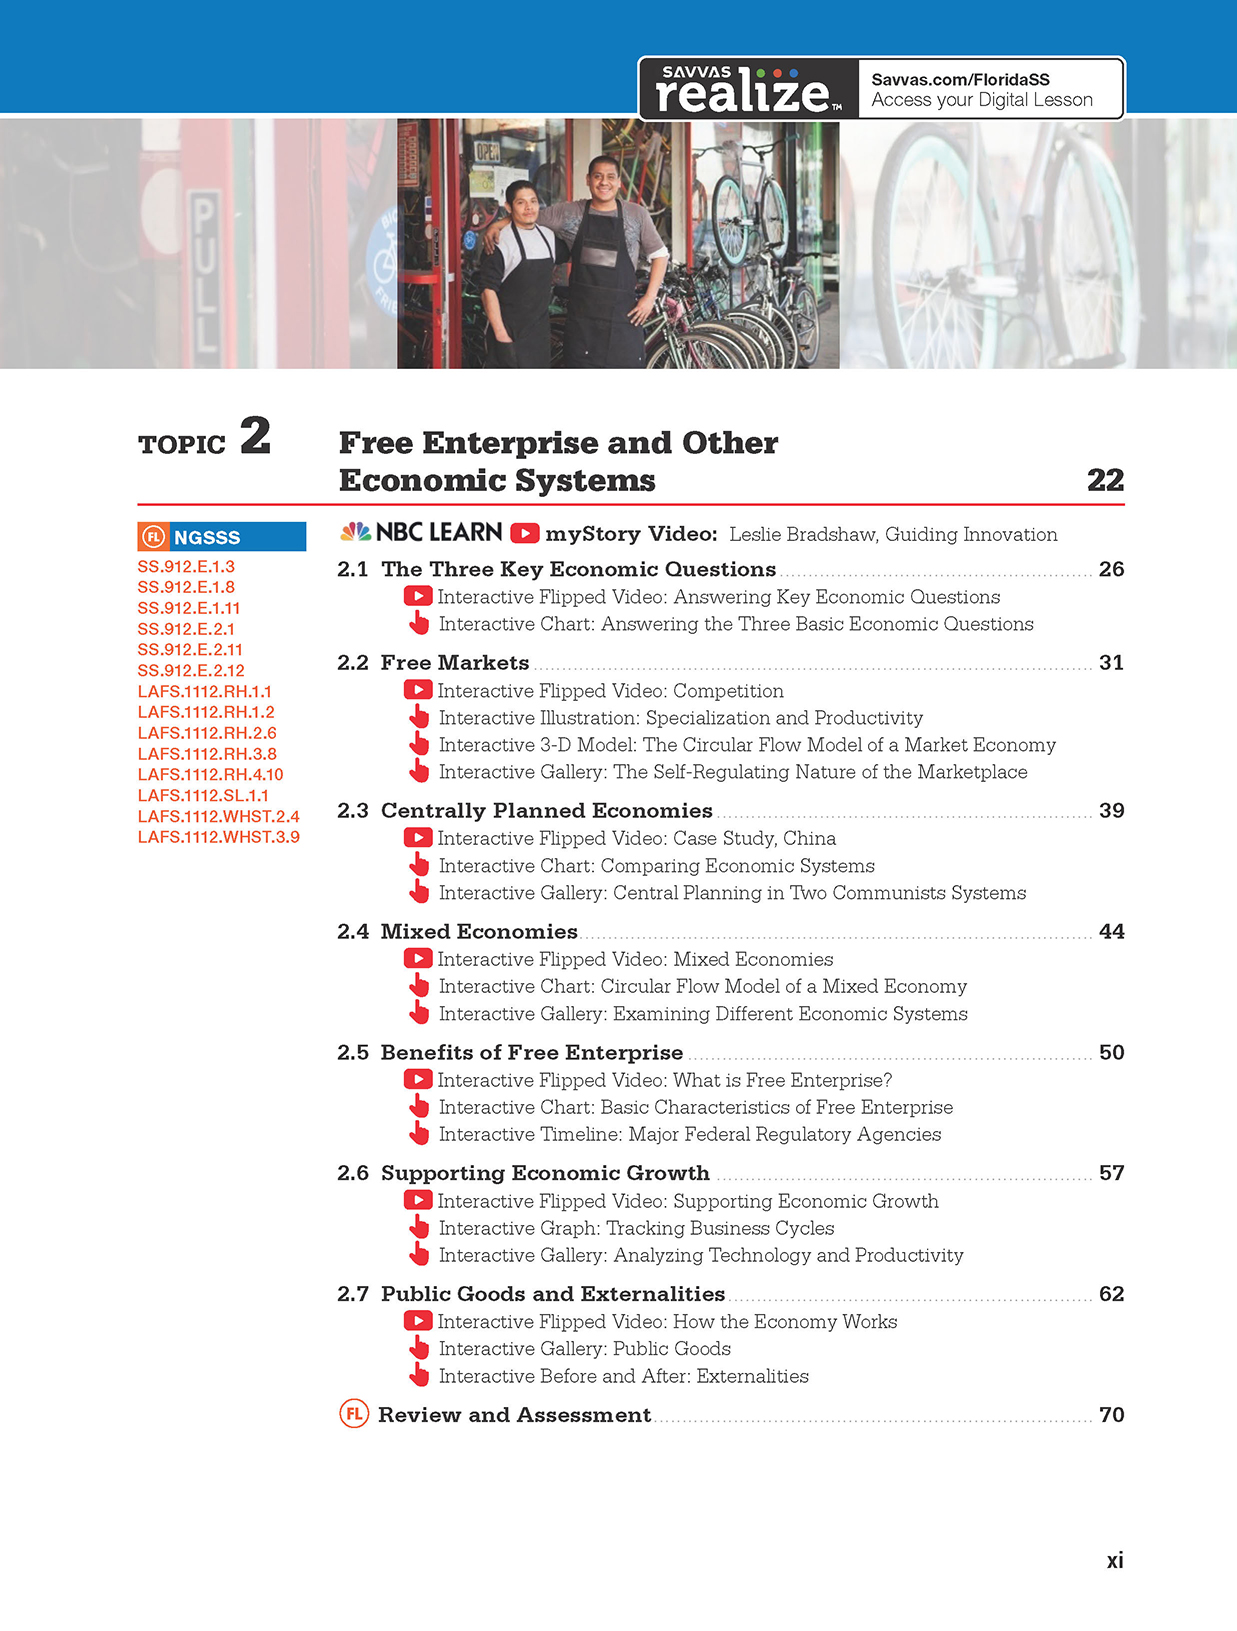 SAVVAS
realize™
Savvas.com/FloridaSS
Access your Digital Lesson
OPEN
PULL
TOPIC 2
Free Enterprise and Other
Economic Systems 22
FL NGSSS
SS.912.E.1.3
SS.912.E.1.8
SS.912.E.1.11
SS.912.E.2.1
SS.912.E.2.11
SS.912.E.2.12
LAFS.1112.RH.1.1
LAFS.1112.RH.1.2
LAFS.1112.RH.2.6
LAFS.1112.RH.3.8
LAFS.1112.RH.4.10
LAFS.1112.SL.1.1
LAFS.1112.WHST.2.4
LAFS.1112.WHST.3.9
NBC LEARN myStory Video: Leslie Bradshaw, Guiding Innovation
2.1 The Three Key Economic Questions 26
Interactive Flipped Video: Answering Key Economic Questions
Interactive Chart: Answering the Three Basic Economic Questions
2.2 Free Markets 31
Interactive Flipped Video: Competition
Interactive Illustration: Specialization and Productivity
Interactive 3-D Model: The Circular Flow Model of a Market Economy
Interactive Gallery: The Self-Regulating Nature of the Marketplace
2.3 Centrally Planned Economies 39
Interactive Flipped Video: Case Study, China
Interactive Chart: Comparing Economic Systems
Interactive Gallery: Central Planning in Two Communists Systems
2.4 Mixed Economies 44
Interactive Flipped Video: Mixed Economies
Interactive Chart: Circular Flow Model of a Mixed Economy
Interactive Gallery: Examining Different Economic Systems
2.5 Benefits of Free Enterprise 50
Interactive Flipped Video: What is Free Enterprise?
Interactive Chart: Basic Characteristics of Free Enterprise
Interactive Timeline: Major Federal Regulatory Agencies
2.6 Supporting Economic Growth 57
Interactive Flipped Video: Supporting Economic Growth
Interactive Graph: Tracking Business Cycles
Interactive Gallery: Analyzing Technology and Productivity
2.7 Public Goods and Externalities 62
Interactive Flipped Video: How the Economy Works
Interactive Gallery: Public Goods
Interactive Before and After: Externalities
FL Review and Assessment 70
xi